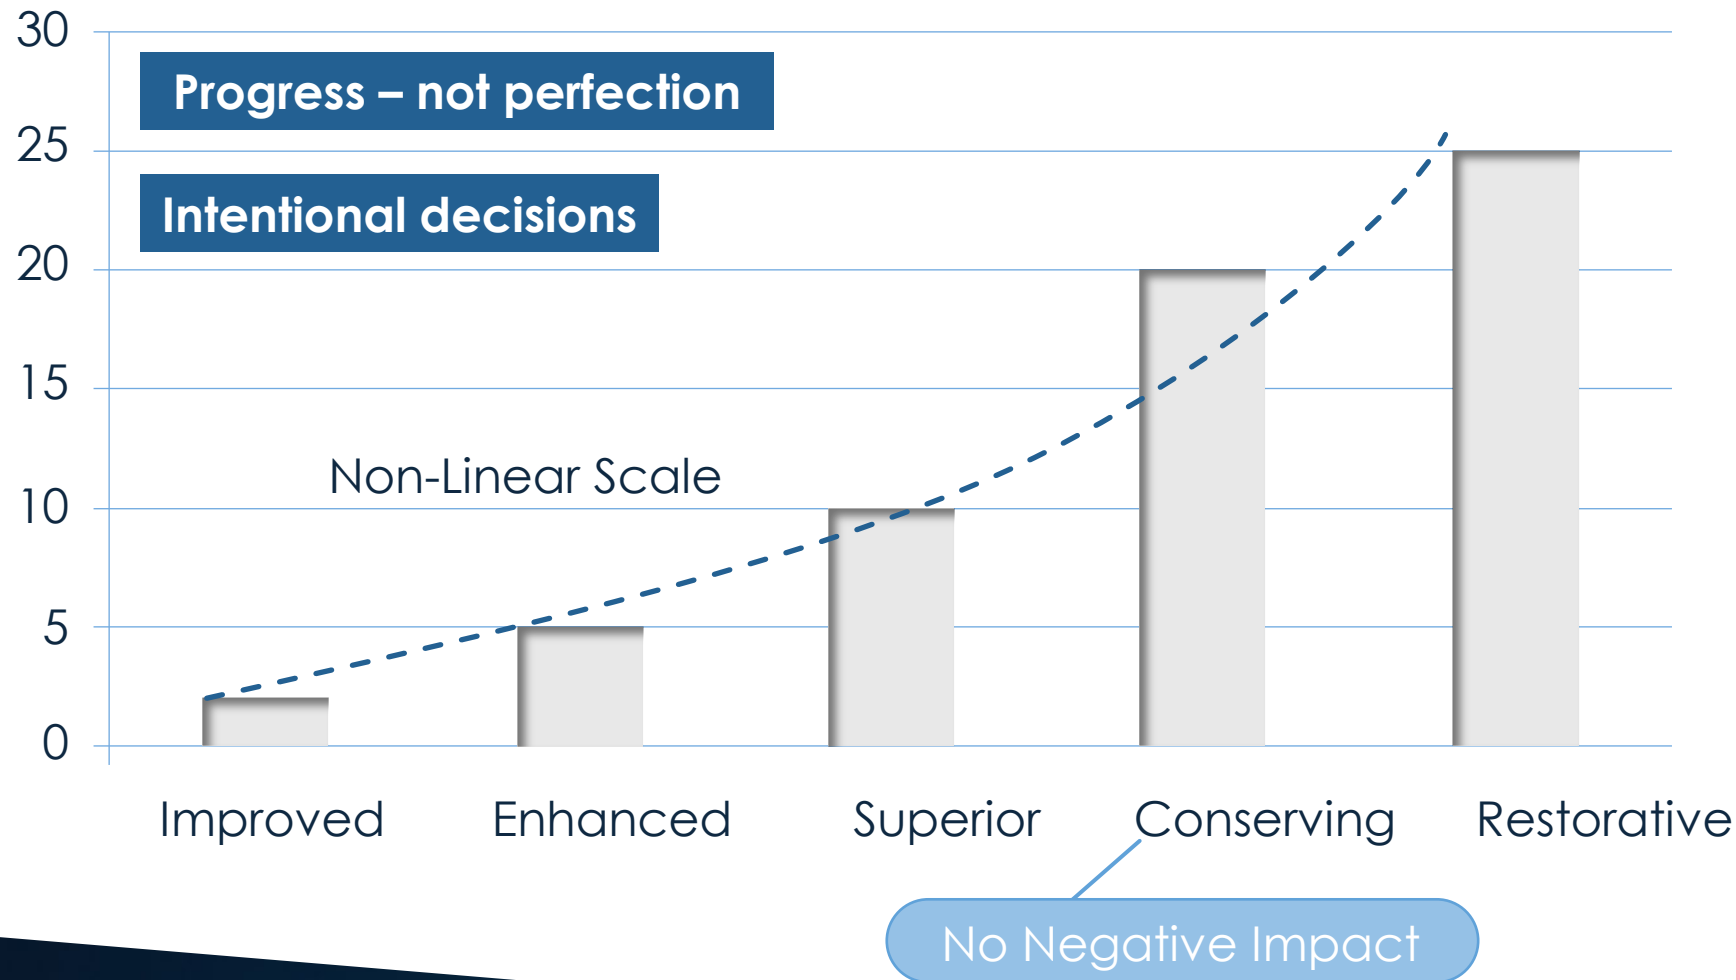 30
Progress – not perfection
25
Intentional decisions
20
15
Non-Linear Scale
10
5
0
Improved Enhanced Superior Conserving Restorative
No Negative Impact